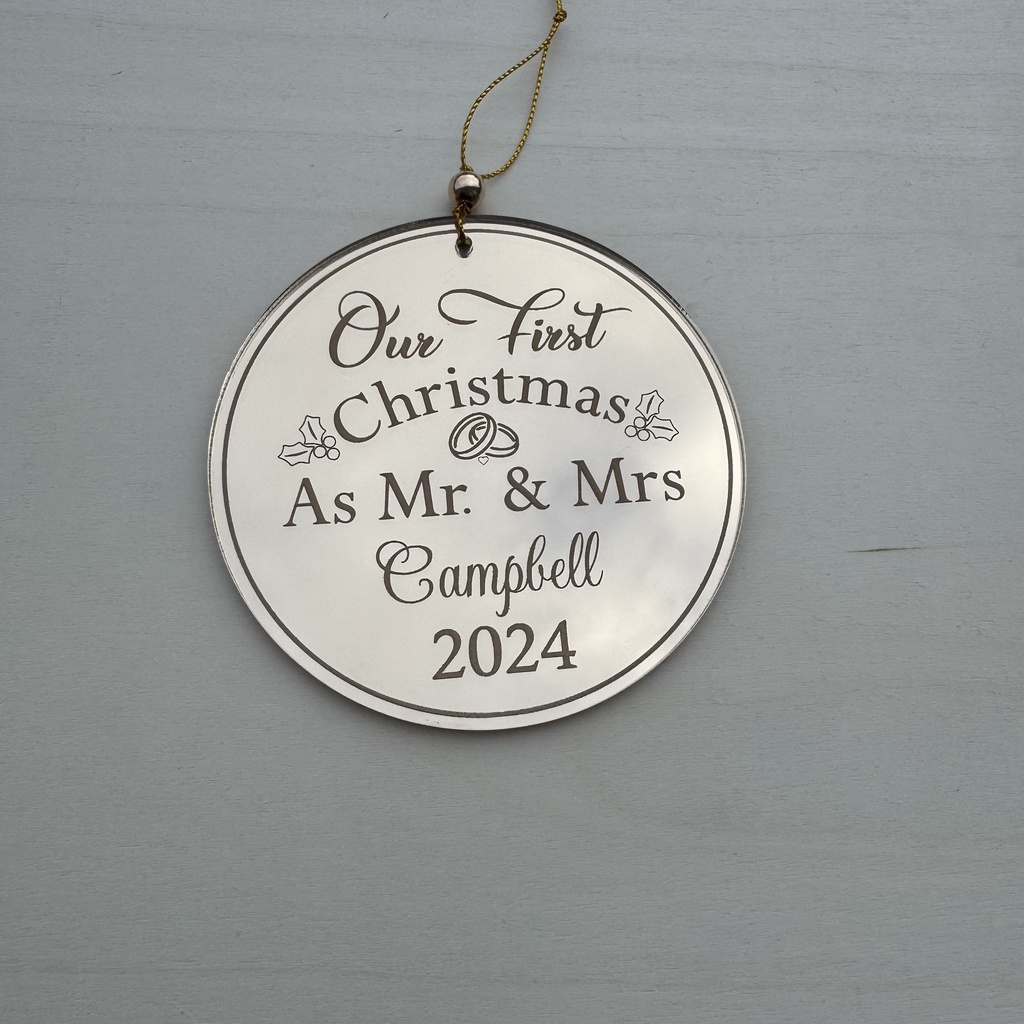 Our First
Christmas
As Mr. & Mrs
Campbell
2024